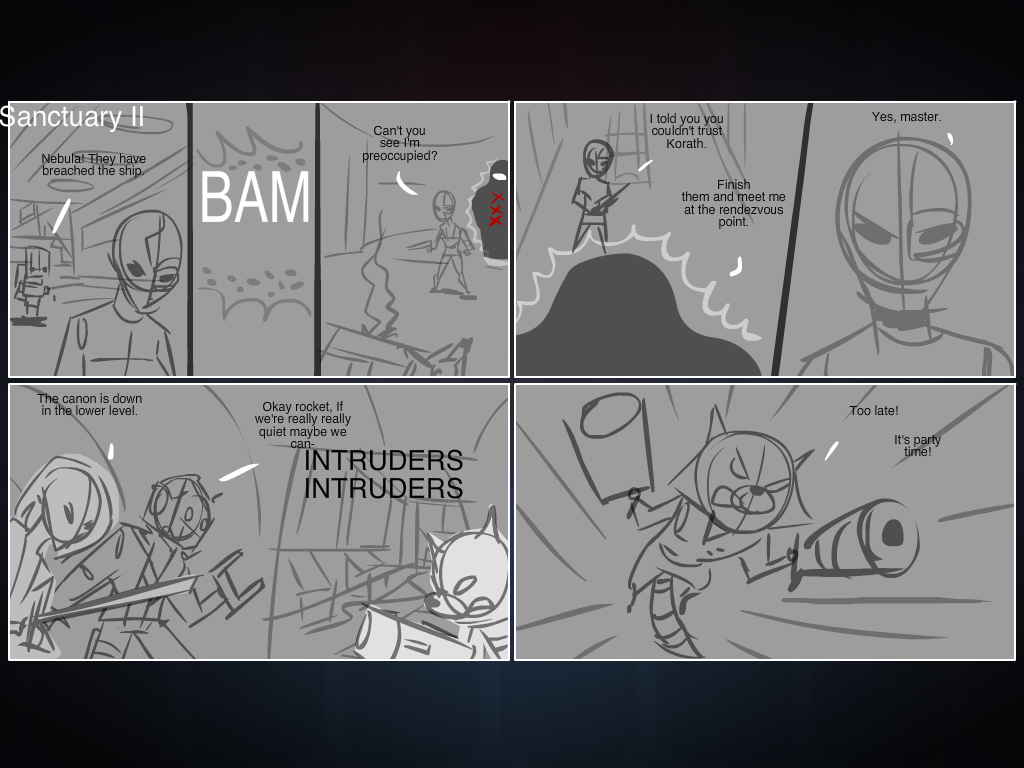 Sanctuary II
Nebula! They have
breached the ship.
BAM
Can't you
see I'm
preoccupied?
I told you you
couldn't trust
Korath.
Finish
them and meet me
at the rendezvous
point.
Yes, master.
The canon is down
in the lower level.
Okay rocket, If
we're really really
quiet maybe we
can-
INTRUDERS
INTRUDERS
Too late!
It's party
time!